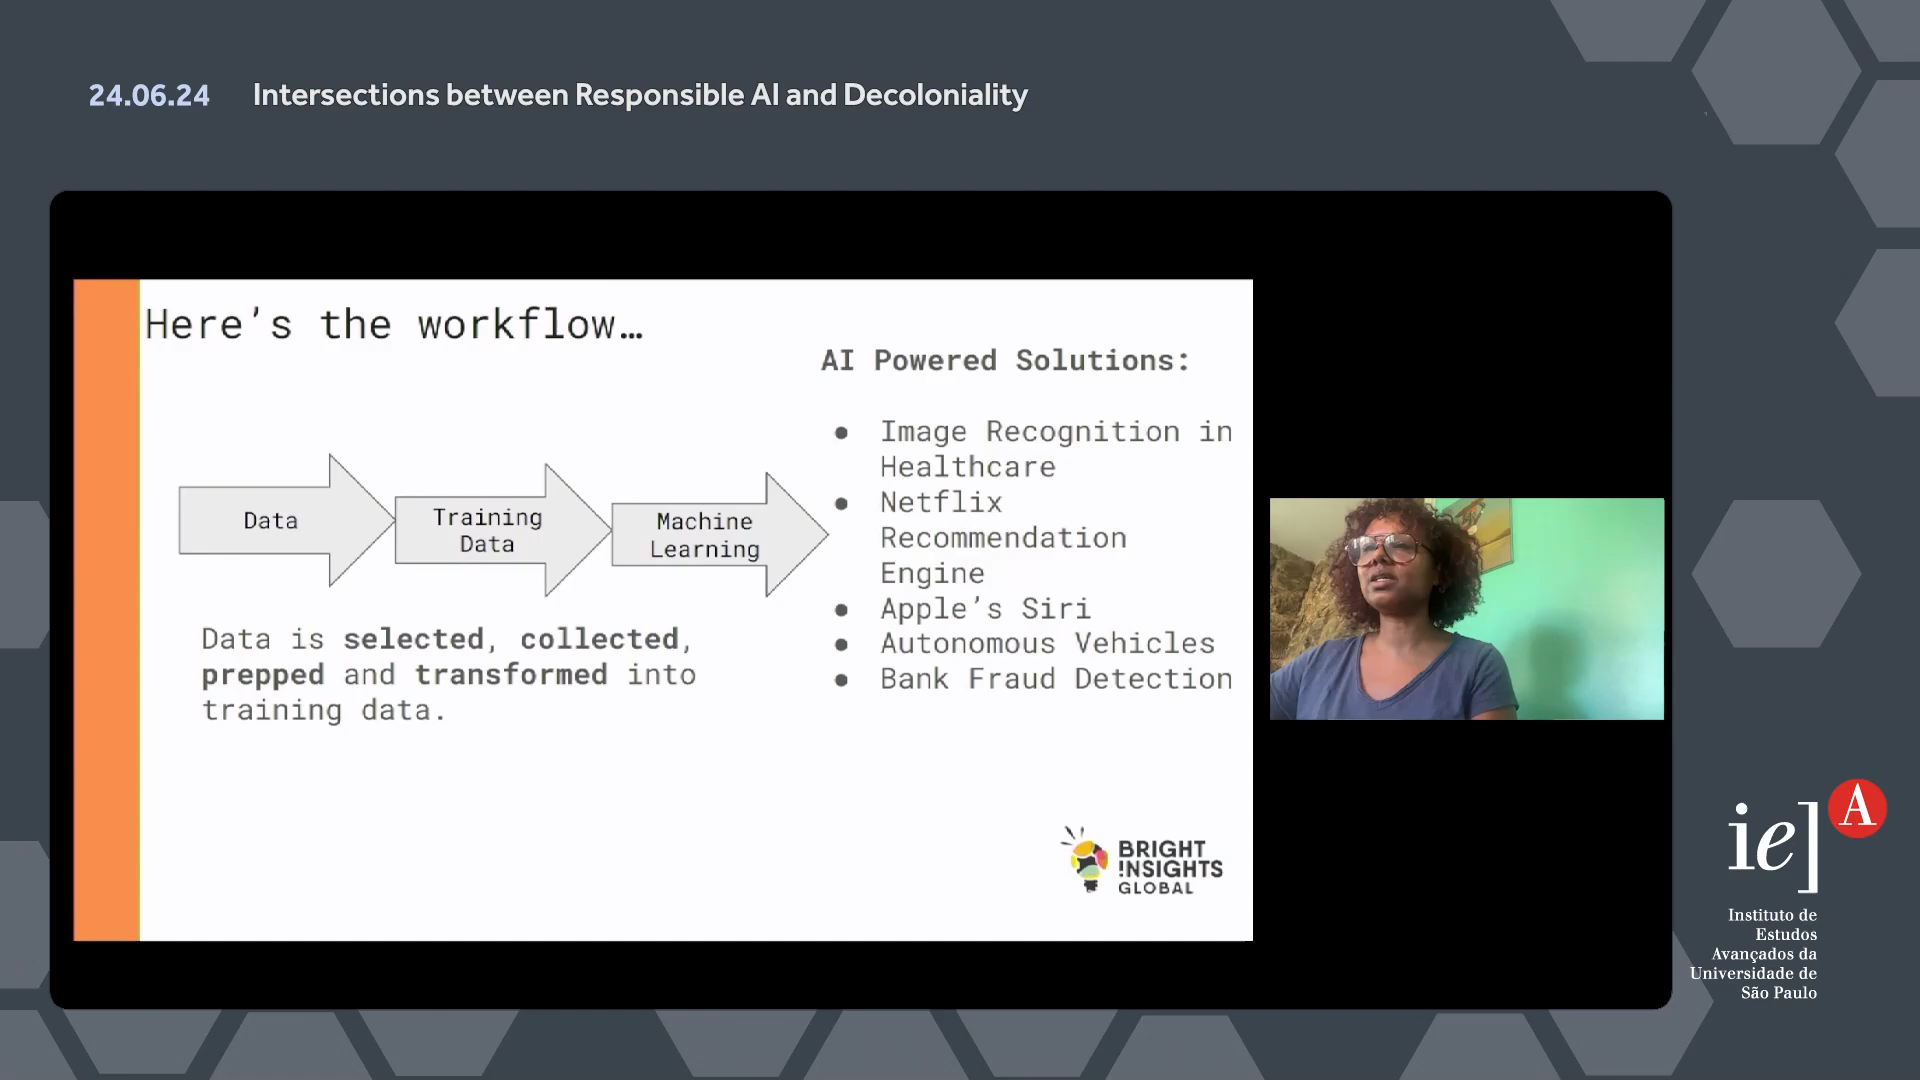 24.06.24 Intersections between Responsible AI and Decoloniality
Here’s the workflow…
Data
Training
Data
Machine
Learning
Data is selected, collected,
prepped and transformed into
training data.
AI Powered Solutions:
● Image Recognition in
Healthcare
● Netflix
Recommendation
Engine
● Apple’s Siri
● Autonomous Vehicles
● Bank Fraud Detection
BRIGHT
!NSIGHTS
GLOBAL
ie] A
Instituto de
Estudos
Avançados da
Universidade de
São Paulo